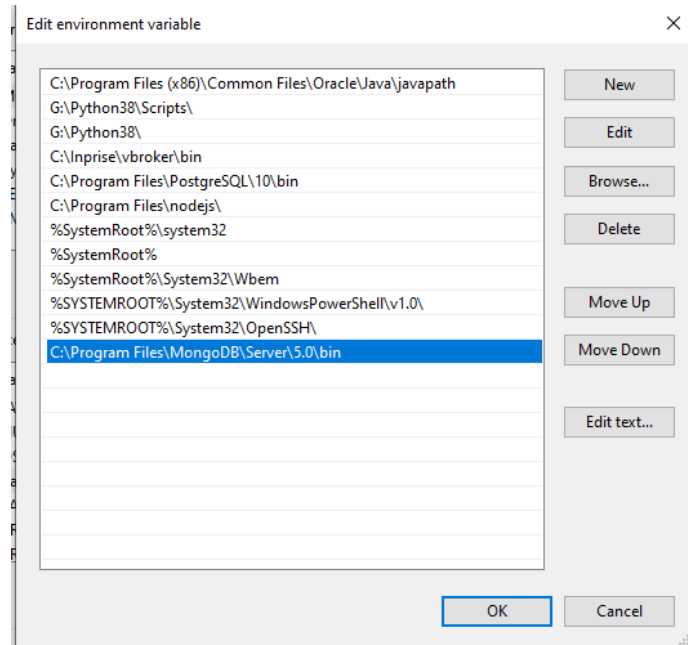 Edit environment variable
C:\Program Files (x86)\Common Files\Oracle\Java\javapath
G:\Python38\Scripts\
G:\Python38\
C:\Inprise\vbroker\bin
C:\Program Files\PostgreSQL\10\bin
C:\Program Files\nodejs\
%SystemRoot%\system32
%SystemRoot%
%SystemRoot%\System32\Wbem
%SYSTEMROOT%\System32\WindowsPowerShell\v1.0\
%SYSTEMROOT%\System32\OpenSSH\
C:\Program Files\MongoDB\Server\5.0\bin
New
Edit
Browse...
Delete
Move Up
Move Down
Edit text...
OK
Cancel